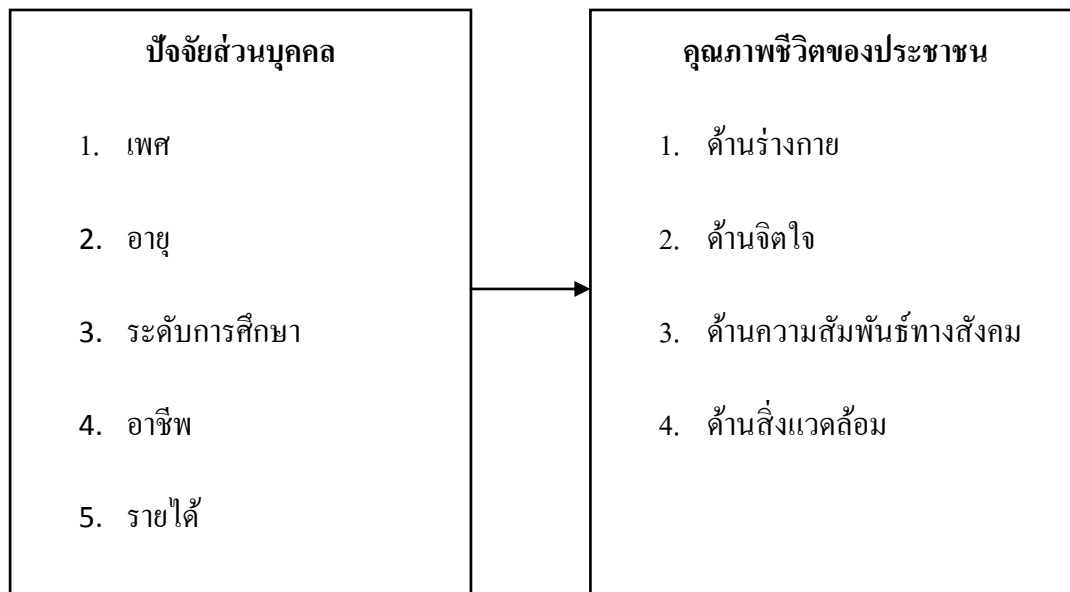 ปัจจัยส่วนบุคคล
1. เพศ
2. อายุ
3. ระดับการศึกษา
4. อาชีพ
5. รายได้
คุณภาพชีวิตของประชาชน
1. ด้านร่างกาย
2. ด้านจิตใจ
3. ด้านความสัมพันธ์ทางสังคม
4. ด้านสิ่งแวดล้อม